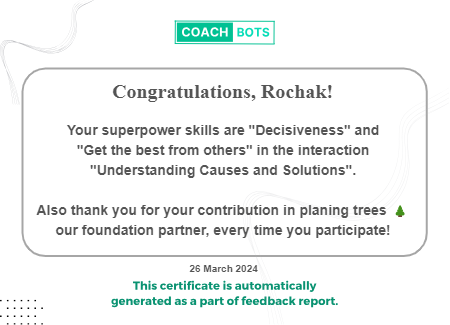 COACH BOTS
Congratulations, Rochak!
Your superpower skills are "Decisiveness" and
"Get the best from others" in the interaction
"Understanding Causes and Solutions".
Also thank you for your contribution in planing trees 🌲
our foundation partner, every time you participate!
26 March 2024
This certificate is automatically
generated as a part of feedback report.